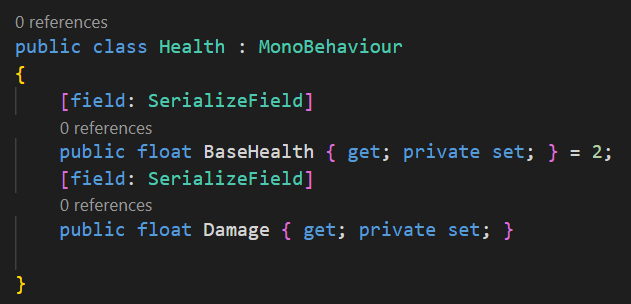 0 references
public class Health : MonoBehaviour
{
[field: SerializeField]
0 references
public float BaseHealth { get; private set; } = 2;
[field: SerializeField]
0 references
public float Damage { get; private set; }
}